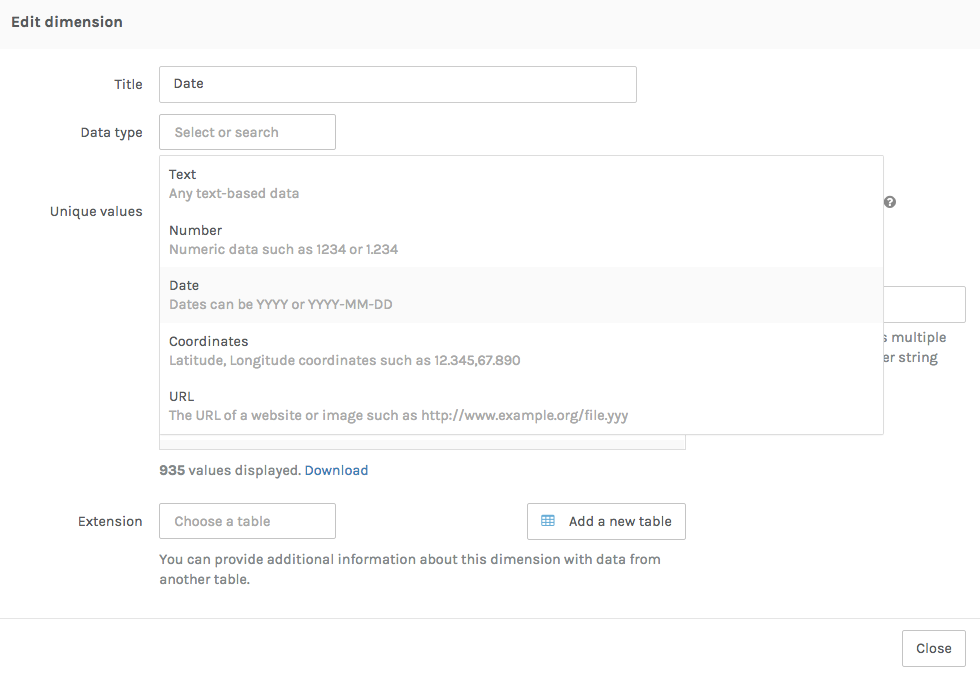 Edit dimension
Title
Date
Data type
Select or search
Text
Any text-based data
Unique values
?
Number
Numeric data such as 1234 or 1.234
Date
Dates can be YYYY or YYYY-MM-DD
Coordinates
multiple
Latitude, Longitude coordinates such as 12.345,67.890
string
URL
The URL of a website or image such as http://www.example.org/file.yyy
935 values displayed. Download
Extension
Choose a table
Add a new table
You can provide additional information about this dimension with data from
another table.
Close